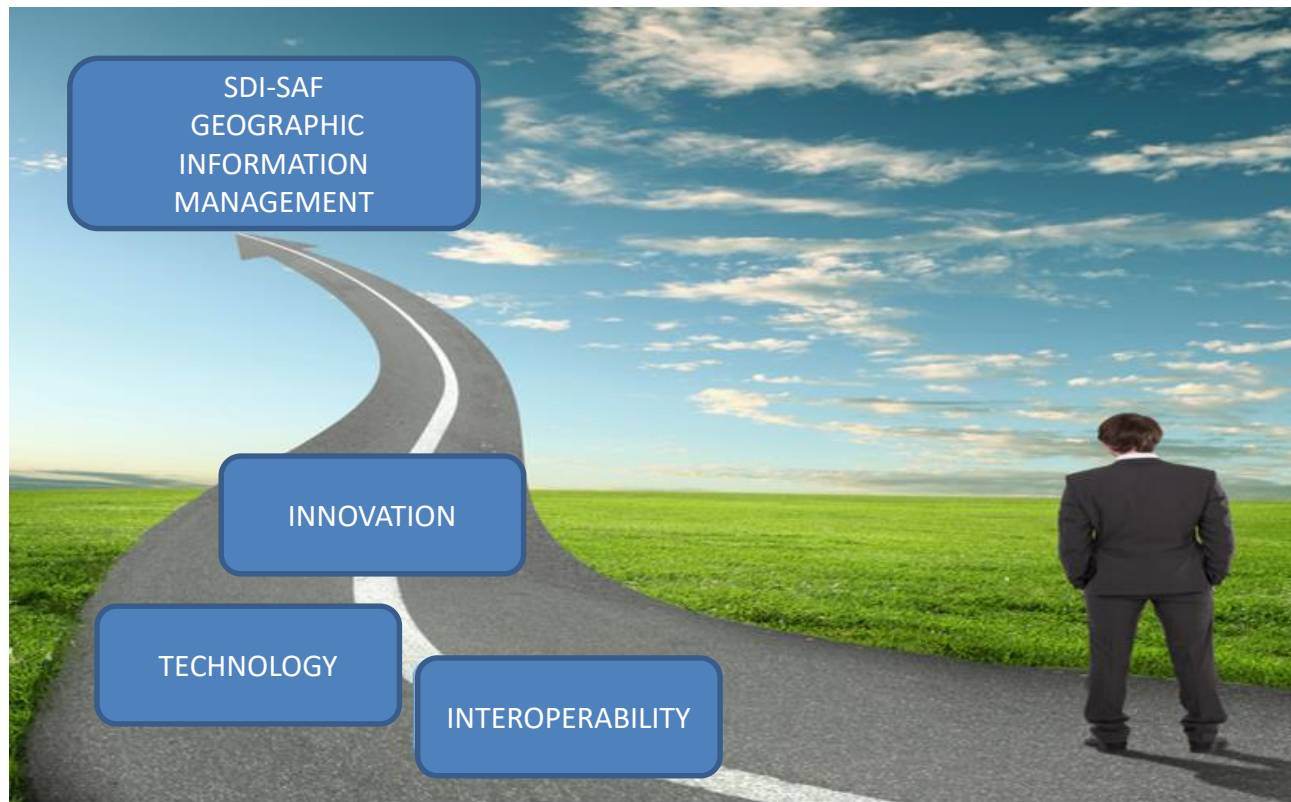 SDI-SAF
GEOGRAPHIC
INFORMATION
MANAGEMENT
INNOVATION
TECHNOLOGY
INTEROPERABILITY